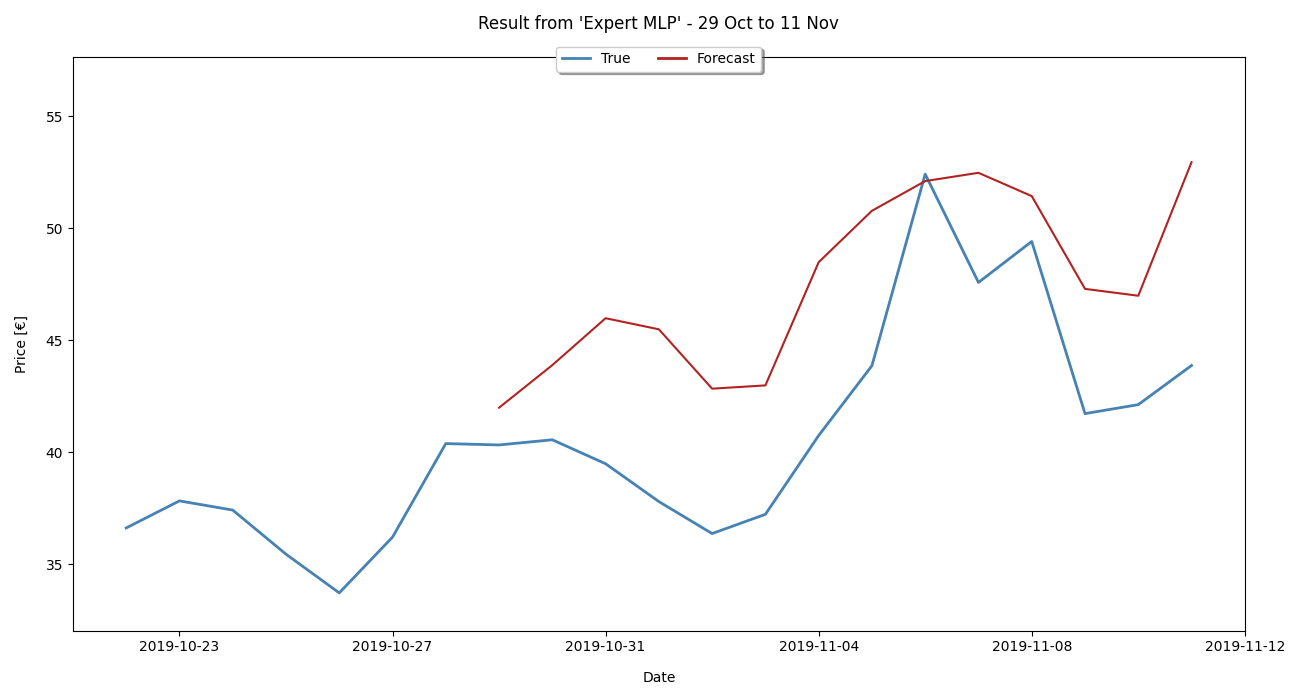 Result from 'Expert MLP' - 29 Oct to 11 Nov
True Forecast
55
50
45
40
35
Price [€]
2019-10-23 2019-10-27 2019-10-31 2019-11-04 2019-11-08 2019-11-12
Date